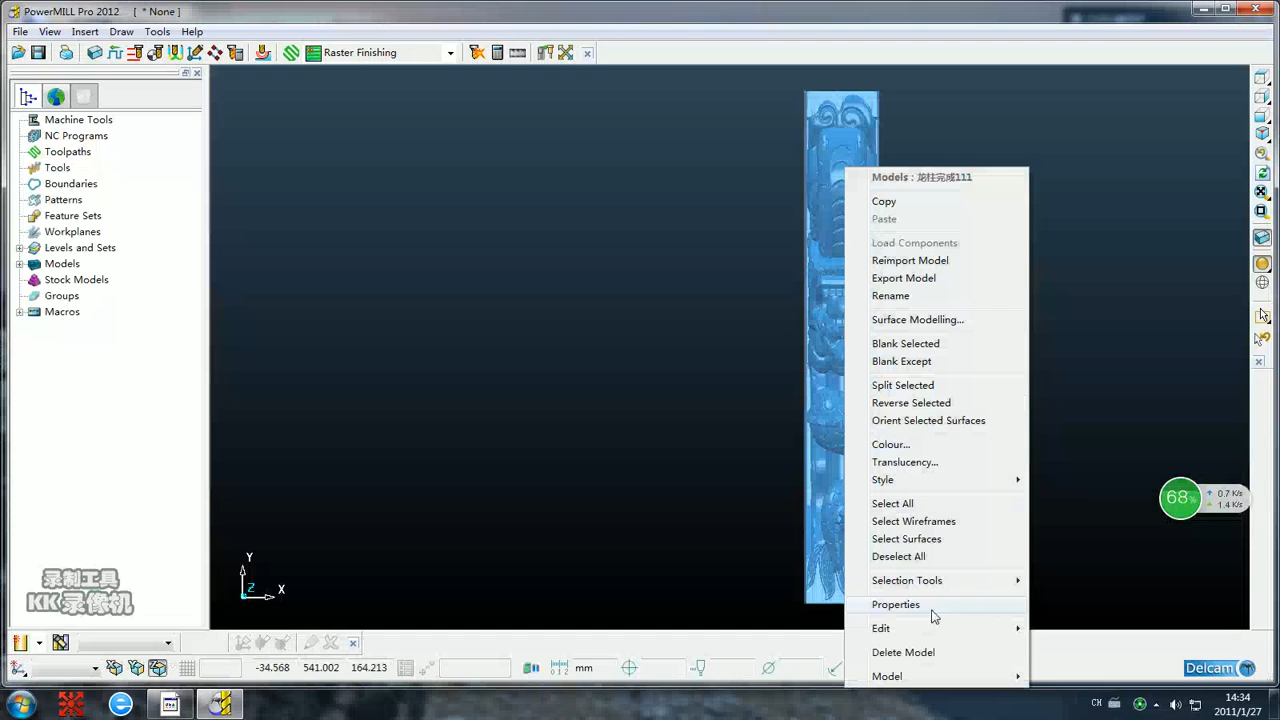 PowerMILL Pro 2012    [ * None ]
File View Insert Draw Tools Help
Raster Finishing
Machine Tools
NC Programs
Toolpaths
Tools
Boundaries
Patterns
Feature Sets
Workplanes
Levels and Sets
Models
Stock Models
Groups
Macros
Models : 龙柱完成111
Copy
Paste
Load Components
Reimport Model
Export Model
Rename
Surface Modelling...
Blank Selected
Blank Except
Split Selected
Reverse Selected
Orient Selected Surfaces
Colour...
Translucency...
Style
Select All
Select Wireframes
Select Surfaces
Deselect All
Selection Tools
Properties
Edit
Delete Model
Model
68%
0.7 K/s
1.4 K/s
Y
Z
X
录制工具
KK录像机
-34.568 541.002 164.213 mm
Delcam
CH
14:34
2011/1/27